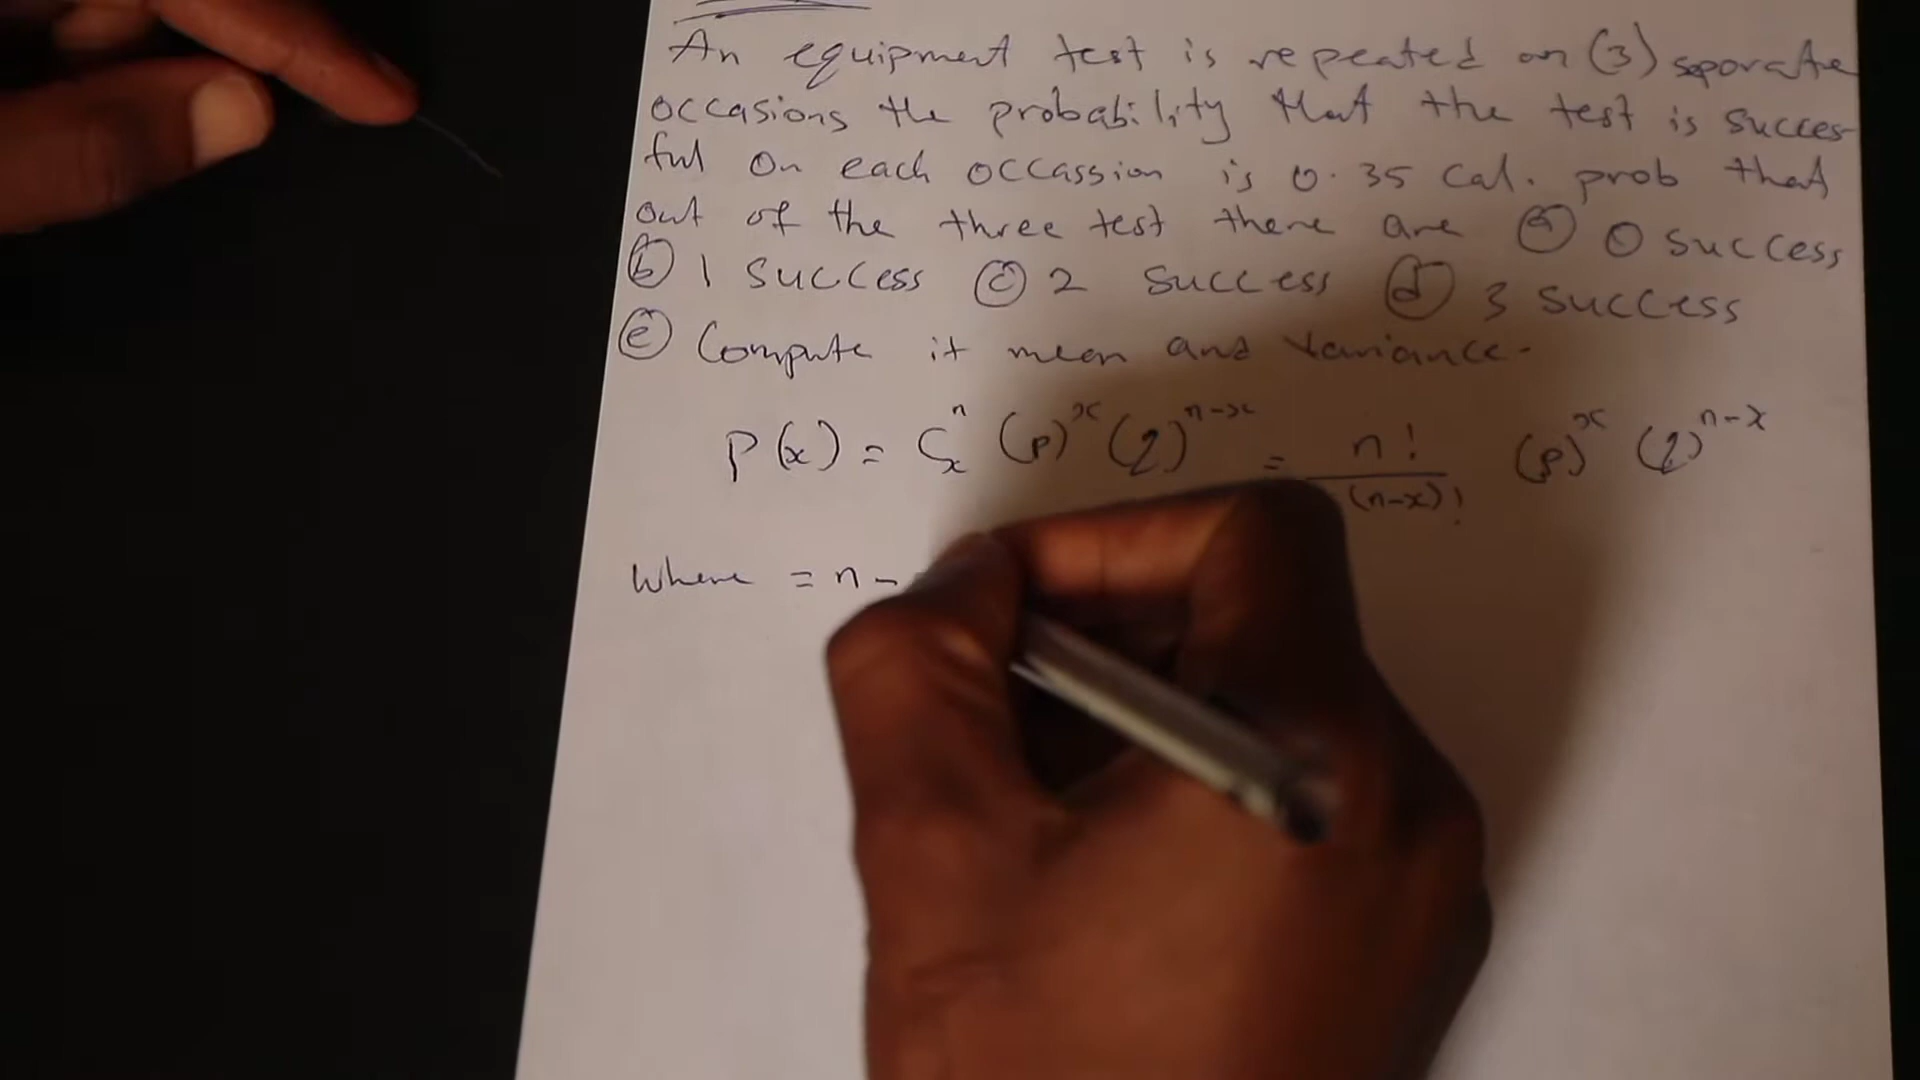 An equipment test is repeated on (3) separate
occasions the probability that the test is succes-
ful on each occassion is 0.35 Cal. prob that
out of the three test there are (a) 0 success
(b) 1 success (c) 2 success (d) 3 success
(e) Compute it mean and variance.
P(x) = C^n_x (p)^x (q)^{n-x} = n! / (n-x)! (p)^x (q)^{n-x}
Where = n -